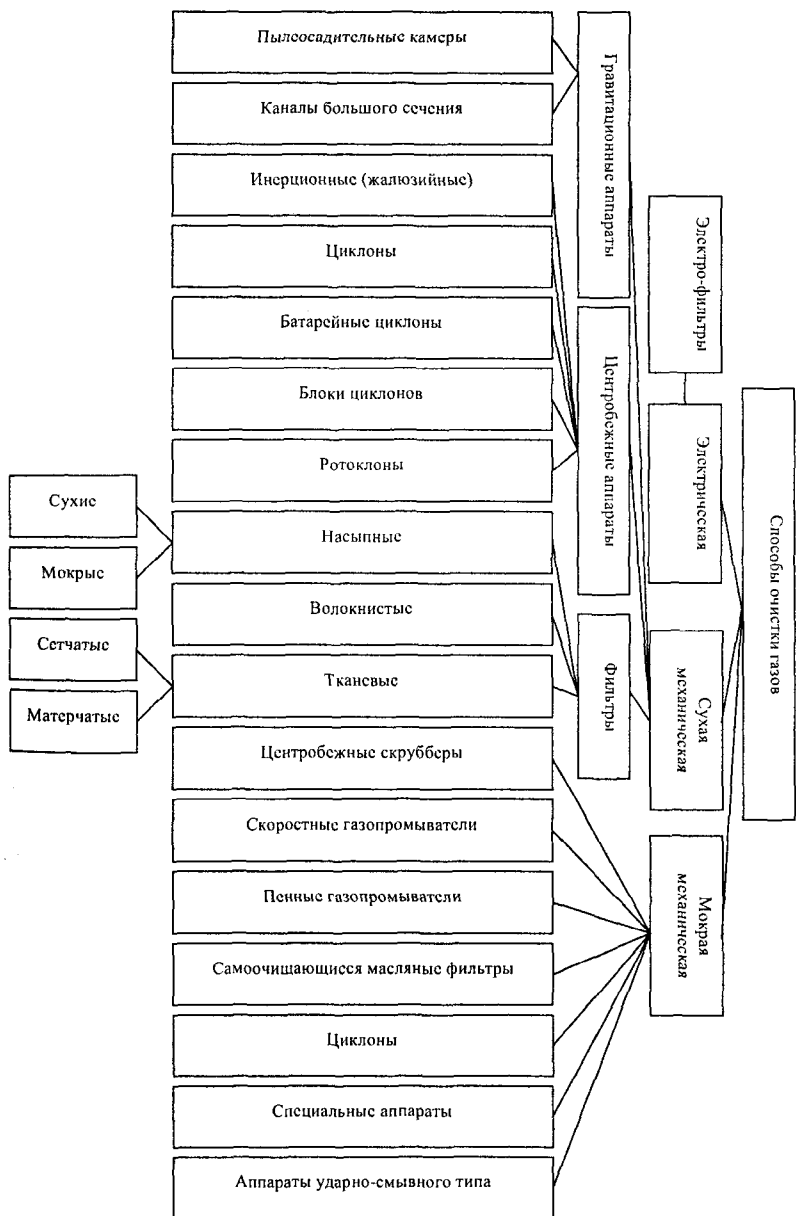 Способы очистки газов
Электрическая
Сухая
механическая
Мокрая
механическая
Электро-фильтры
Гравитационные аппараты
Центробежные аппараты
Фильтры
Пылеосадительные камеры
Каналы большого сечения
Инерционные (жалюзийные)
Циклоны
Батарейные циклоны
Блоки циклонов
Ротоклоны
Насыпные
Волокнистые
Тканевые
Центробежные скрубберы
Скоростные газопромыватели
Пенные газопромыватели
Самоочищающиеся масляные фильтры
Циклоны
Специальные аппараты
Аппараты ударно-смывного типа
Сухие
Мокрые
Сетчатые
Матерчатые